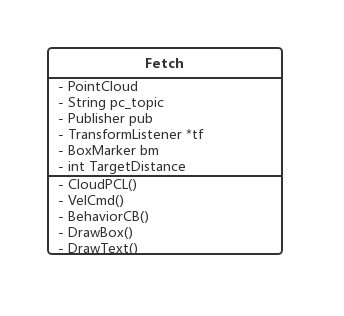 Fetch
- PointCloud
- String pc_topic
- Publisher pub
- TransformListener *tf
- BoxMarker bm
- int TargetDistance
- CloudPCL()
- VelCmd()
- BehaviorCB()
- DrawBox()
- DrawText()